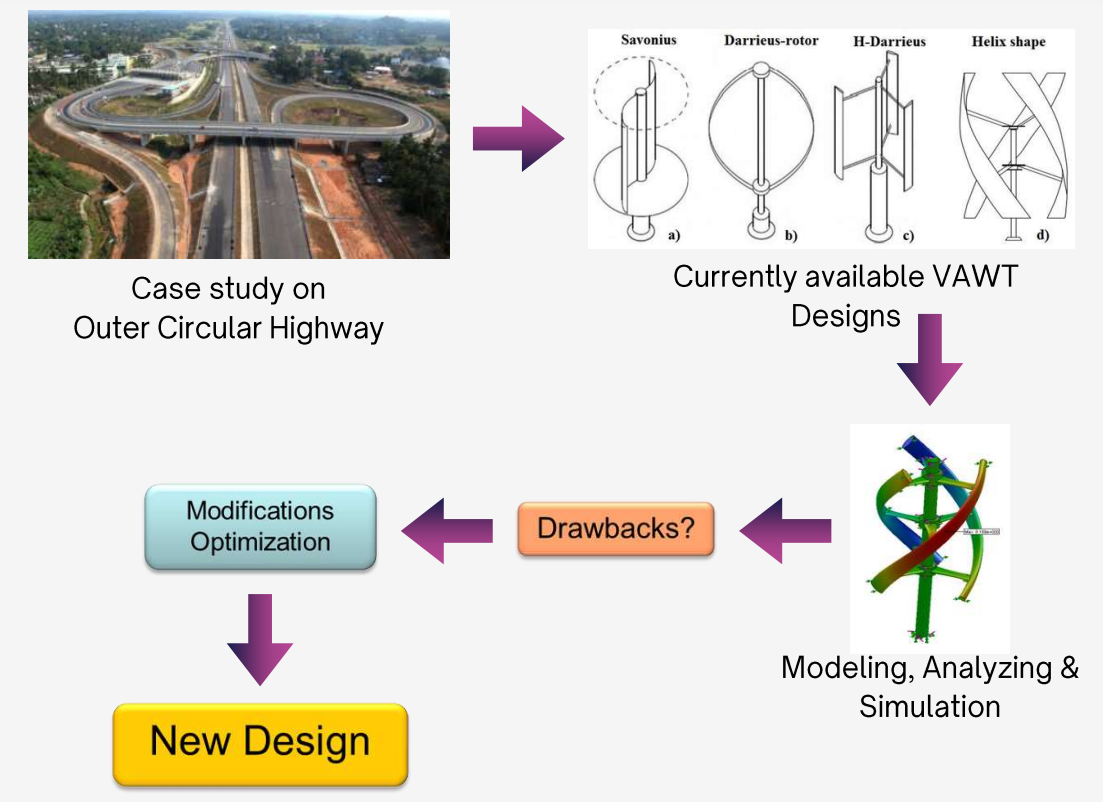 Savonius
Darrieus-rotor
H-Darrieus
Helix shape
a)
b)
c)
d)
Case study on
Outer Circular Highway
Currently available VAWT
Designs
Modifications
Optimization
Drawbacks?
Modeling, Analyzing &
Simulation
New Design